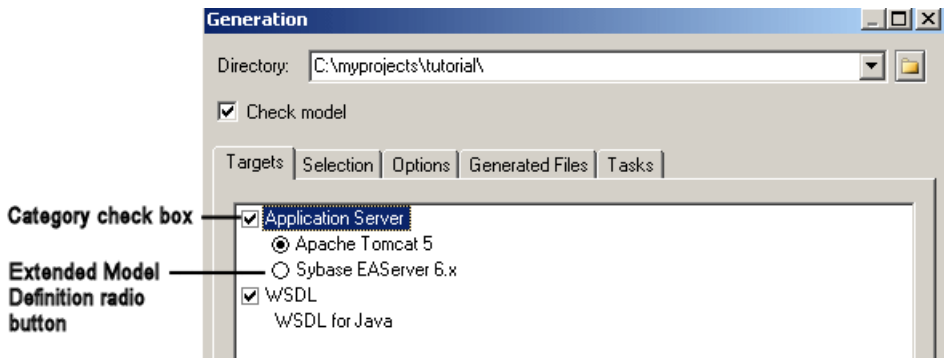 Generation
Directory: C:\myprojects\tutorial\
Check model
Targets Selection Options Generated Files Tasks
Category check box Application Server
Apache Tomcat 5
Extended Model Sybase EAServer 6.x
Definition radio WSDL
button WSDL for Java